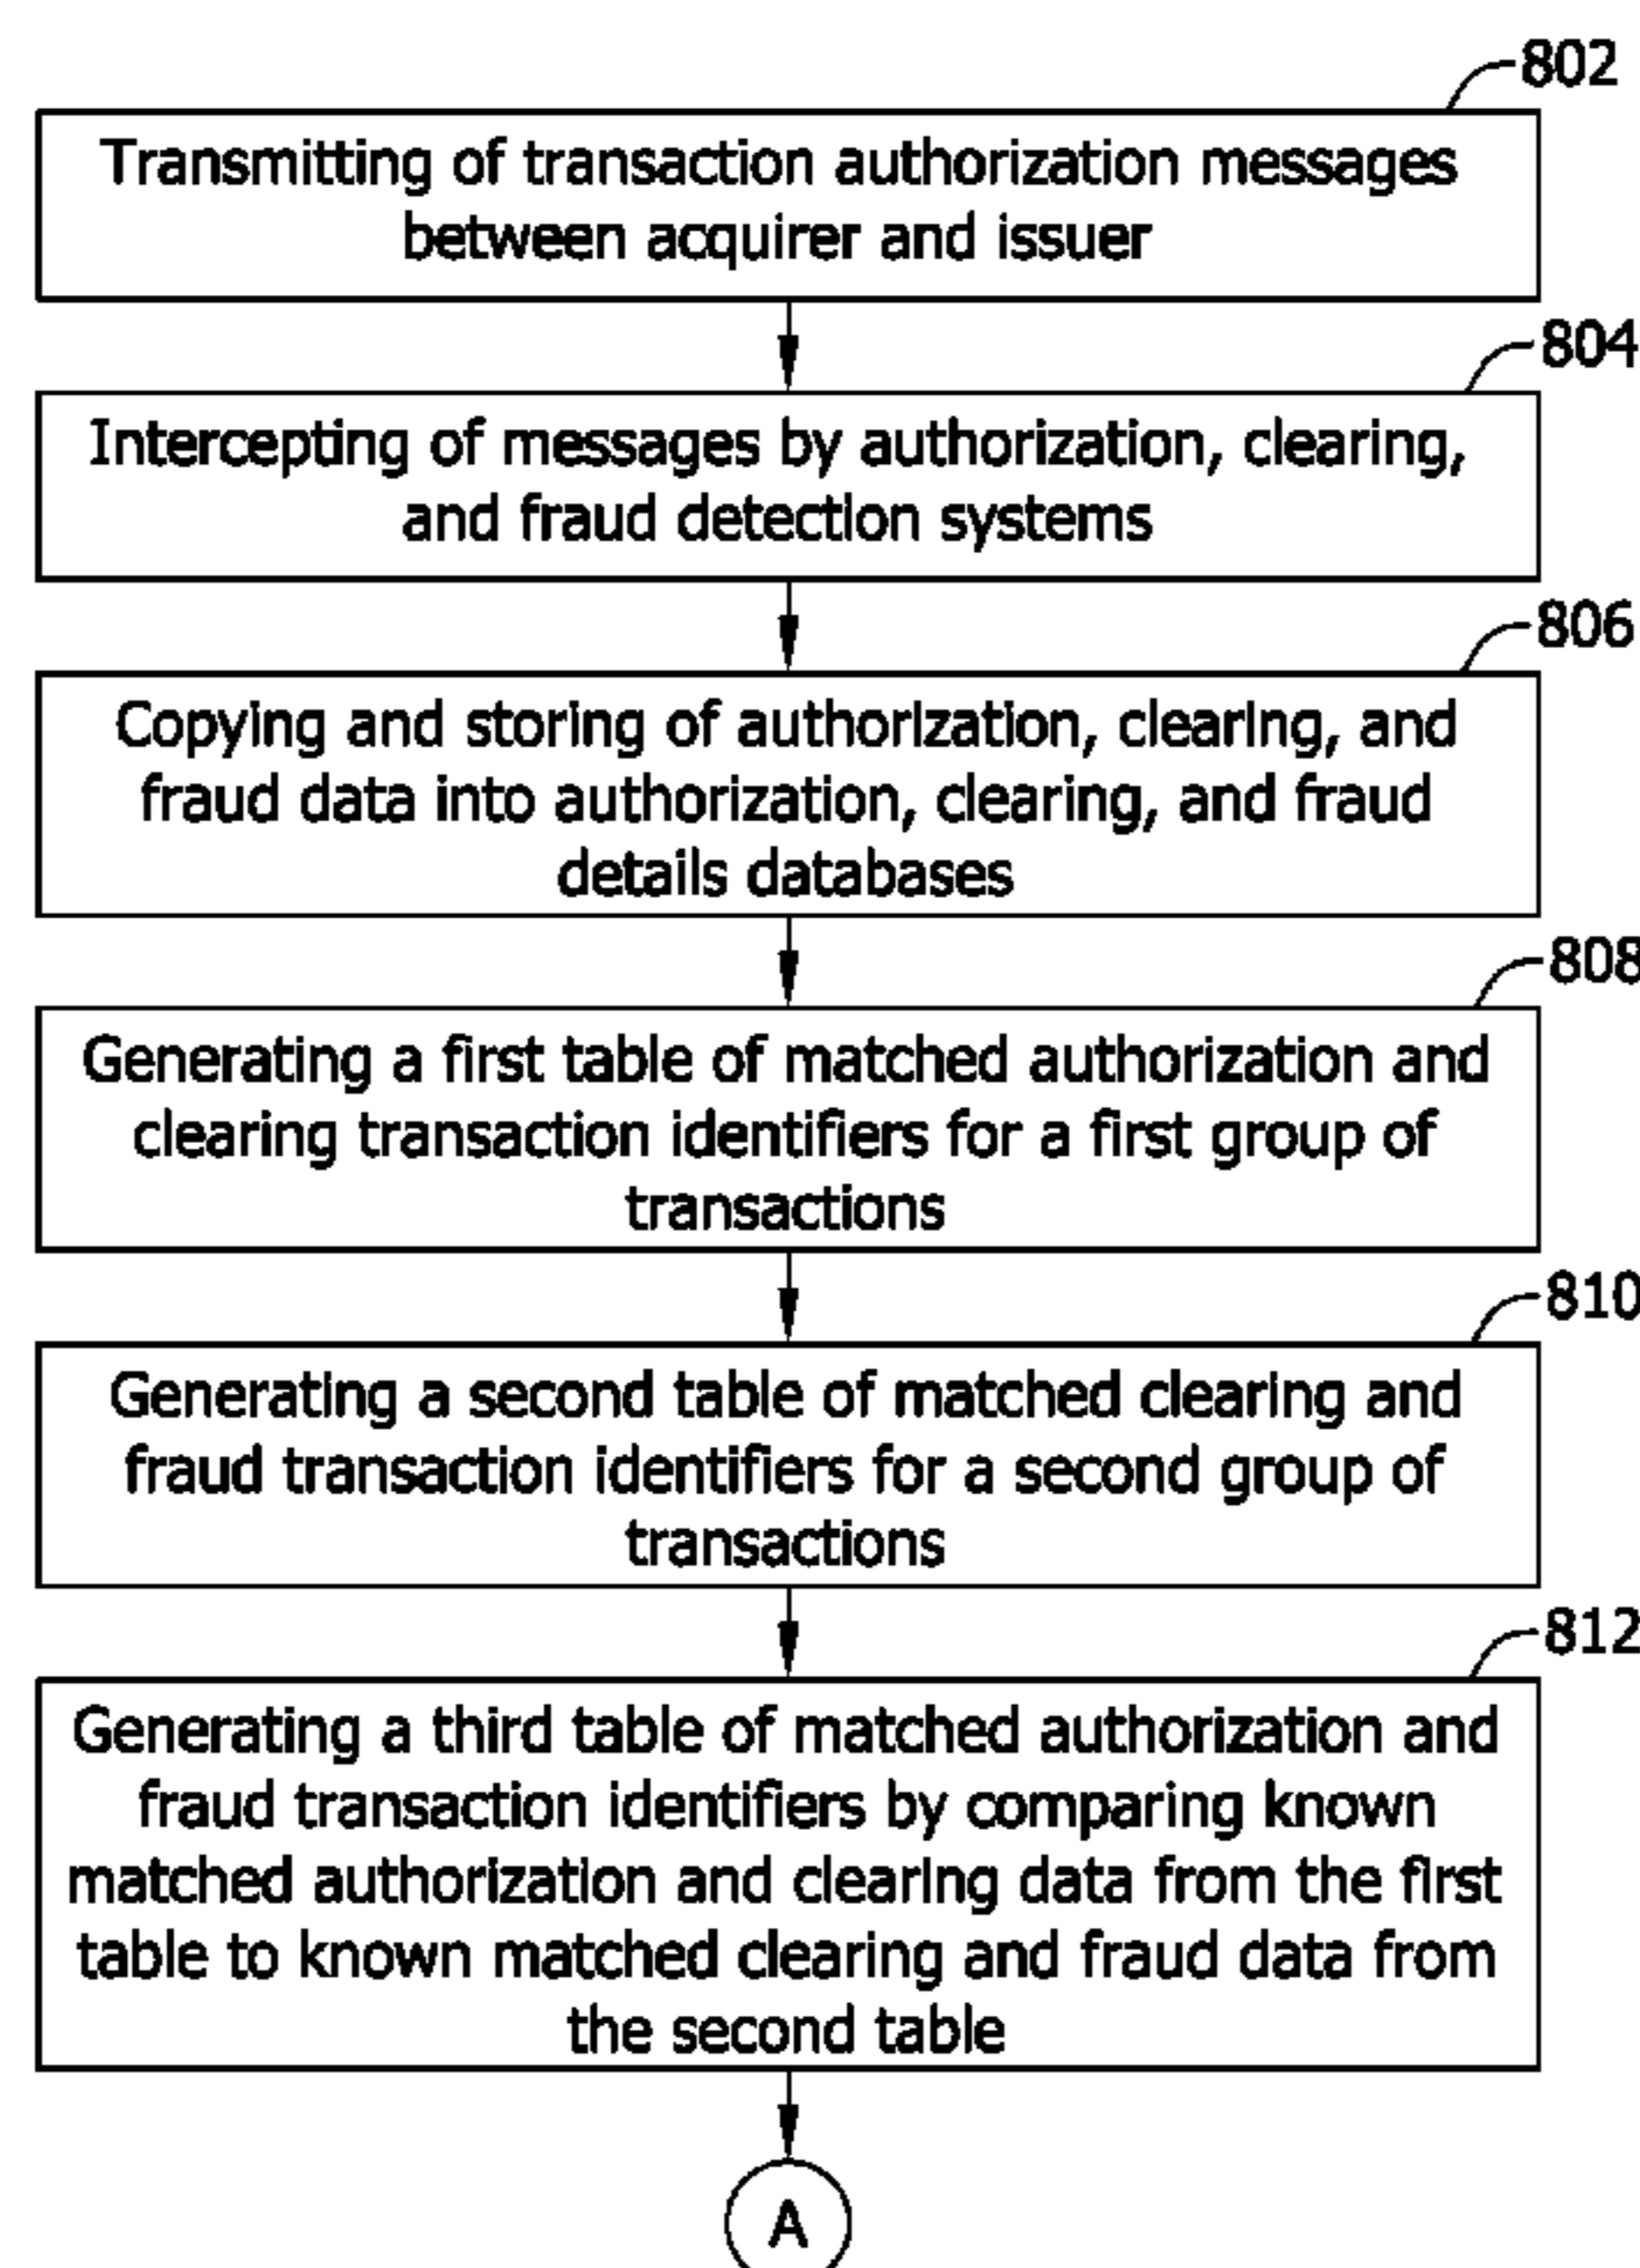 802
Transmitting of transaction authorization messages
between acquirer and issuer
804
Intercepting of messages by authorization, clearing,
and fraud detection systems
806
Copying and storing of authorization, clearing, and
fraud data into authorization, clearing, and fraud
details databases
808
Generating a first table of matched authorization and
clearing transaction identifiers for a first group of
transactions
810
Generating a second table of matched clearing and
fraud transaction identifiers for a second group of
transactions
812
Generating a third table of matched authorization and
fraud transaction identifiers by comparing known
matched authorization and clearing data from the first
table to known matched clearing and fraud data from
the second table
A